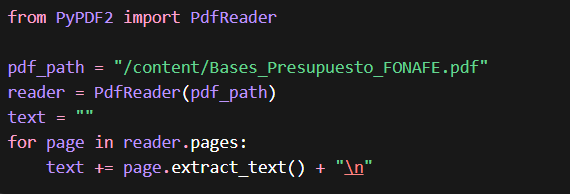 from PyPDF2 import PdfReader
pdf_path = "/content/Bases_Presupuesto_FONAFE.pdf"
reader = PdfReader(pdf_path)
text = ""
for page in reader.pages:
    text += page.extract_text() + "\n"